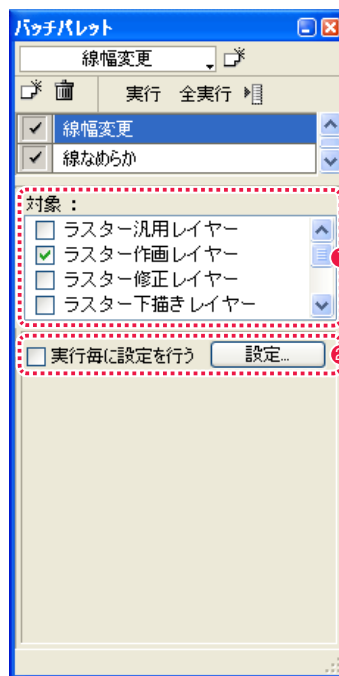 バッチパレット
線幅変更
実行 全実行
線幅変更
線なめらか
対象：
ラスター汎用レイヤー
ラスター作画レイヤー
ラスター修正レイヤー
ラスター下描きレイヤー
実行毎に設定を行う 設定...